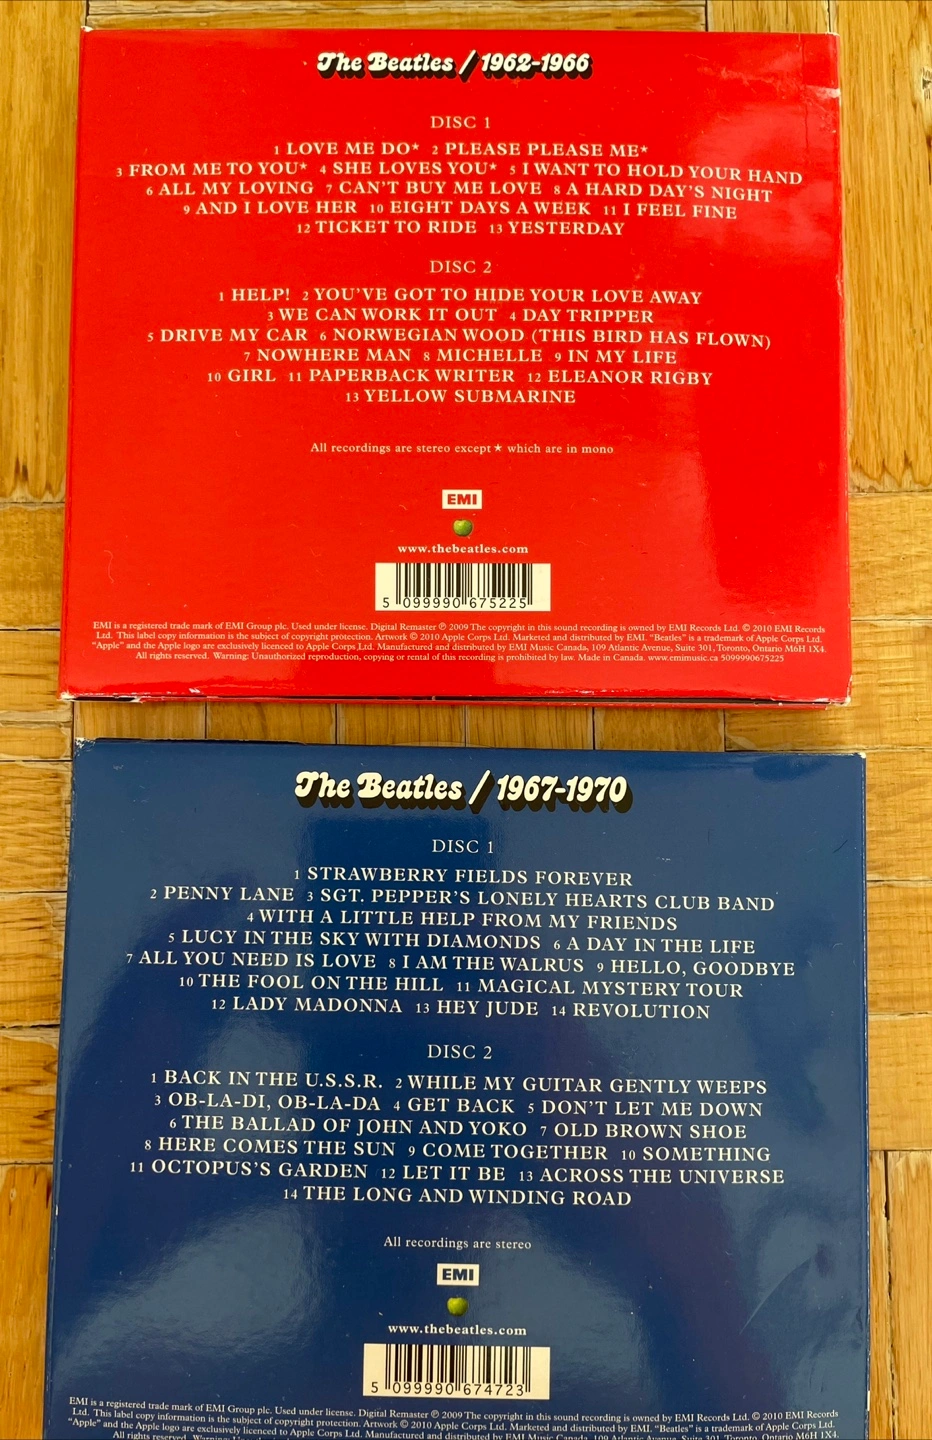 The Beatles / 1962-1966
DISC 1
1 LOVE ME DO* 2 PLEASE PLEASE ME*
3 FROM ME TO YOU* 4 SHE LOVES YOU* 5 I WANT TO HOLD YOUR HAND
6 ALL MY LOVING 7 CAN'T BUY ME LOVE 8 A HARD DAY'S NIGHT
9 AND I LOVE HER 10 EIGHT DAYS A WEEK 11 I FEEL FINE
12 TICKET TO RIDE 13 YESTERDAY
DISC 2
1 HELP! 2 YOU'VE GOT TO HIDE YOUR LOVE AWAY
3 WE CAN WORK IT OUT 4 DAY TRIPPER
5 DRIVE MY CAR 6 NORWEGIAN WOOD (THIS BIRD HAS FLOWN)
7 NOWHERE MAN 8 MICHELLE 9 IN MY LIFE
10 GIRL 11 PAPERBACK WRITER 12 ELEANOR RIGBY
13 YELLOW SUBMARINE
All recordings are stereo except ★ which are in mono
EMI
www.thebeatles.com
5 099990 675225
EMI is a registered trade mark of EMI Group plc. Used under license. Digital Remaster ℗ 2009 The copyright in this sound recording is owned by EMI Records Ltd. © 2010 EMI Records
Ltd. This label copy information is the subject of copyright protection. Artwork © 2010 Apple Corps Ltd. Marketed and distributed by EMI. "Beatles" is a trademark of Apple Corps Ltd.
"Apple" and the Apple logo are exclusively licenced to Apple Corps Ltd. Manufactured and distributed by EMI Music Canada, 109 Atlantic Avenue, Suite 301, Toronto, Ontario M6H 1X4.
All rights reserved. Warning: Unauthorized reproduction, copying or rental of this recording is prohibited by law. Made in Canada. www.emimusic.ca 5099990675225
The Beatles / 1967-1970
DISC 1
1 STRAWBERRY FIELDS FOREVER
2 PENNY LANE 3 SGT. PEPPER'S LONELY HEARTS CLUB BAND
4 WITH A LITTLE HELP FROM MY FRIENDS
5 LUCY IN THE SKY WITH DIAMONDS 6 A DAY IN THE LIFE
7 ALL YOU NEED IS LOVE 8 I AM THE WALRUS 9 HELLO, GOODBYE
10 THE FOOL ON THE HILL 11 MAGICAL MYSTERY TOUR
12 LADY MADONNA 13 HEY JUDE 14 REVOLUTION
DISC 2
1 BACK IN THE U.S.S.R. 2 WHILE MY GUITAR GENTLY WEEPS
3 OB-LA-DI, OB-LA-DA 4 GET BACK 5 DON'T LET ME DOWN
6 THE BALLAD OF JOHN AND YOKO 7 OLD BROWN SHOE
8 HERE COMES THE SUN 9 COME TOGETHER 10 SOMETHING
11 OCTOPUS'S GARDEN 12 LET IT BE 13 ACROSS THE UNIVERSE
14 THE LONG AND WINDING ROAD
All recordings are stereo
EMI
www.thebeatles.com
5 099990 674723
EMI is a registered trade mark of EMI Group plc. Used under license. Digital Remaster ℗ 2009 The copyright in this sound recording is owned by EMI Records Ltd. © 2010 EMI Records
Ltd. This label copy information is the subject of copyright protection. Artwork © 2010 Apple Corps Ltd. Marketed and distributed by EMI. "Beatles" is a trademark of Apple Corps Ltd.
"Apple" and the Apple logo are exclusively licenced to Apple Corps Ltd. Manufactured and distributed by EMI Music Canada, 109 Atlantic Avenue, Suite 301, Toronto, Ontario M6H 1X4.
All rights reserved.